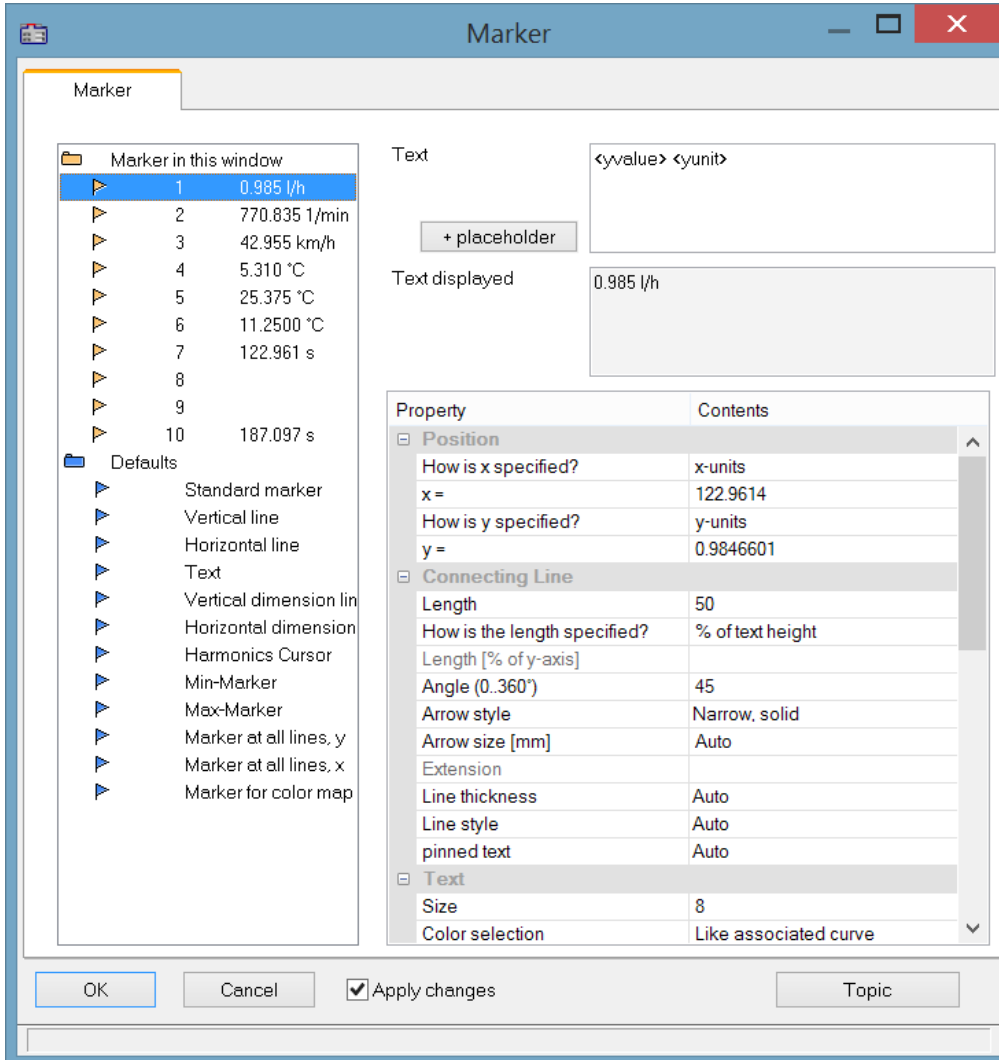 Marker
Marker
Marker in this window
1 0.985 l/h
2 770.835 1/min
3 42.955 km/h
4 5.310 °C
5 25.375 °C
6 11.2500 °C
7 122.961 s
8
9
10 187.097 s
Defaults
Standard marker
Vertical line
Horizontal line
Text
Vertical dimension lin
Horizontal dimension
Harmonics Cursor
Min-Marker
Max-Marker
Marker at all lines, y
Marker at all lines, x
Marker for color map
Text
<yvalue> <yunit>
+ placeholder
Text displayed
0.985 l/h
Property Contents
Position
How is x specified? x-units
x = 122.9614
How is y specified? y-units
y = 0.9846601
Connecting Line
Length 50
How is the length specified? % of text height
Length [% of y-axis]
Angle (0..360°) 45
Arrow style Narrow, solid
Arrow size [mm] Auto
Extension
Line thickness Auto
Line style Auto
pinned text Auto
Text
Size 8
Color selection Like associated curve
OK Cancel Apply changes Topic